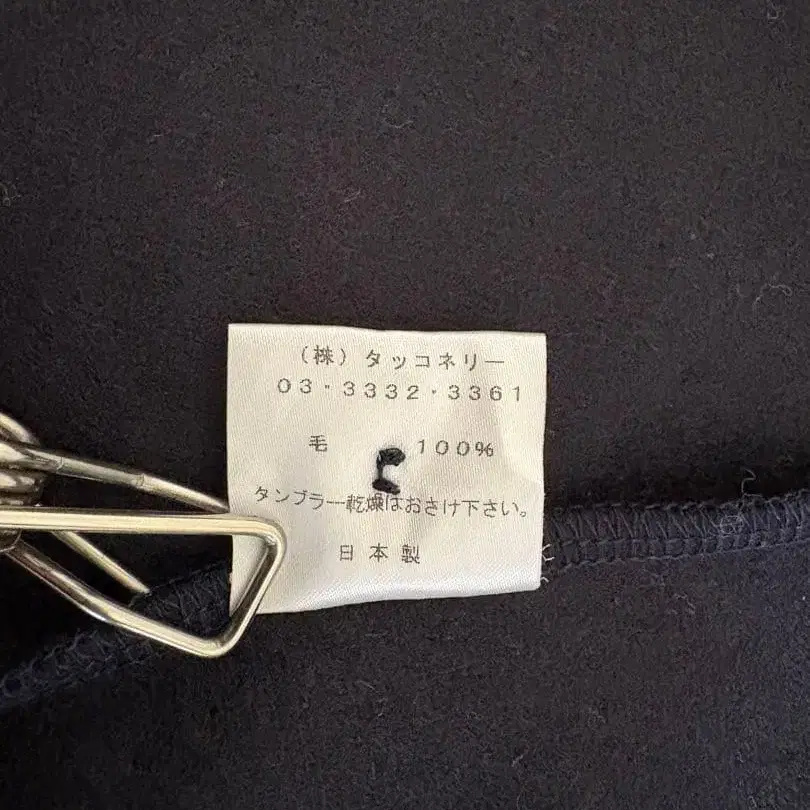 (株)タッコネリー
03・3332・3361
毛 100%
タンブラー乾燥はおさけ下さい。
日本製